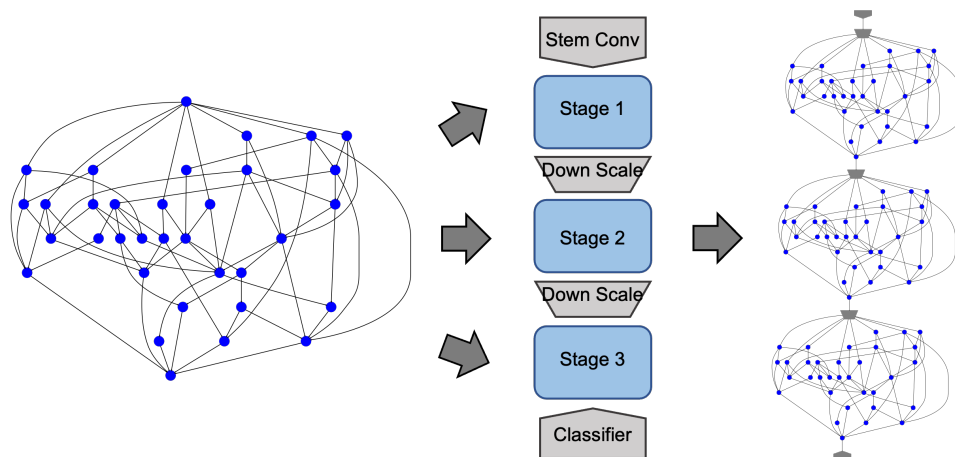 Stem Conv
Stage 1
Down Scale
Stage 2
Down Scale
Stage 3
Classifier